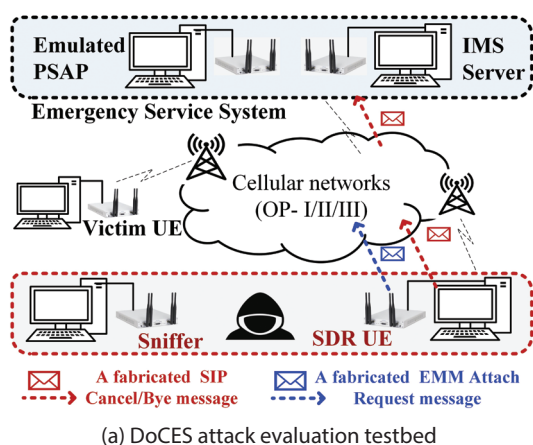 Emulated
PSAP
IMS
Server
Emergency Service System
Cellular networks
(OP- I/II/III)
Victim UE
Sniffer
SDR UE
A fabricated SIP
Cancel/Bye message
A fabricated EMM Attach
Request message
(a) DoCES attack evaluation testbed